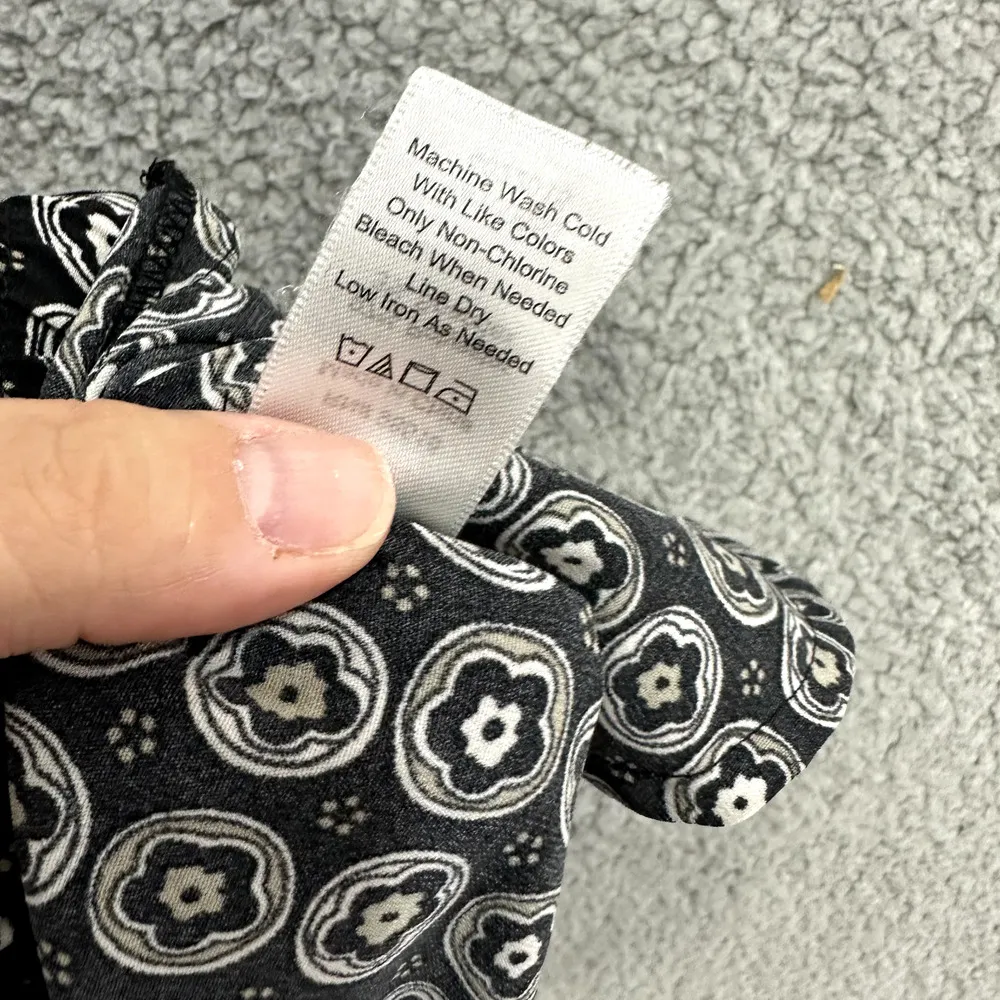 Machine Wash Cold
With Like Colors
Only Non-Chlorine
Bleach When Needed
Line Dry
Low Iron As Needed